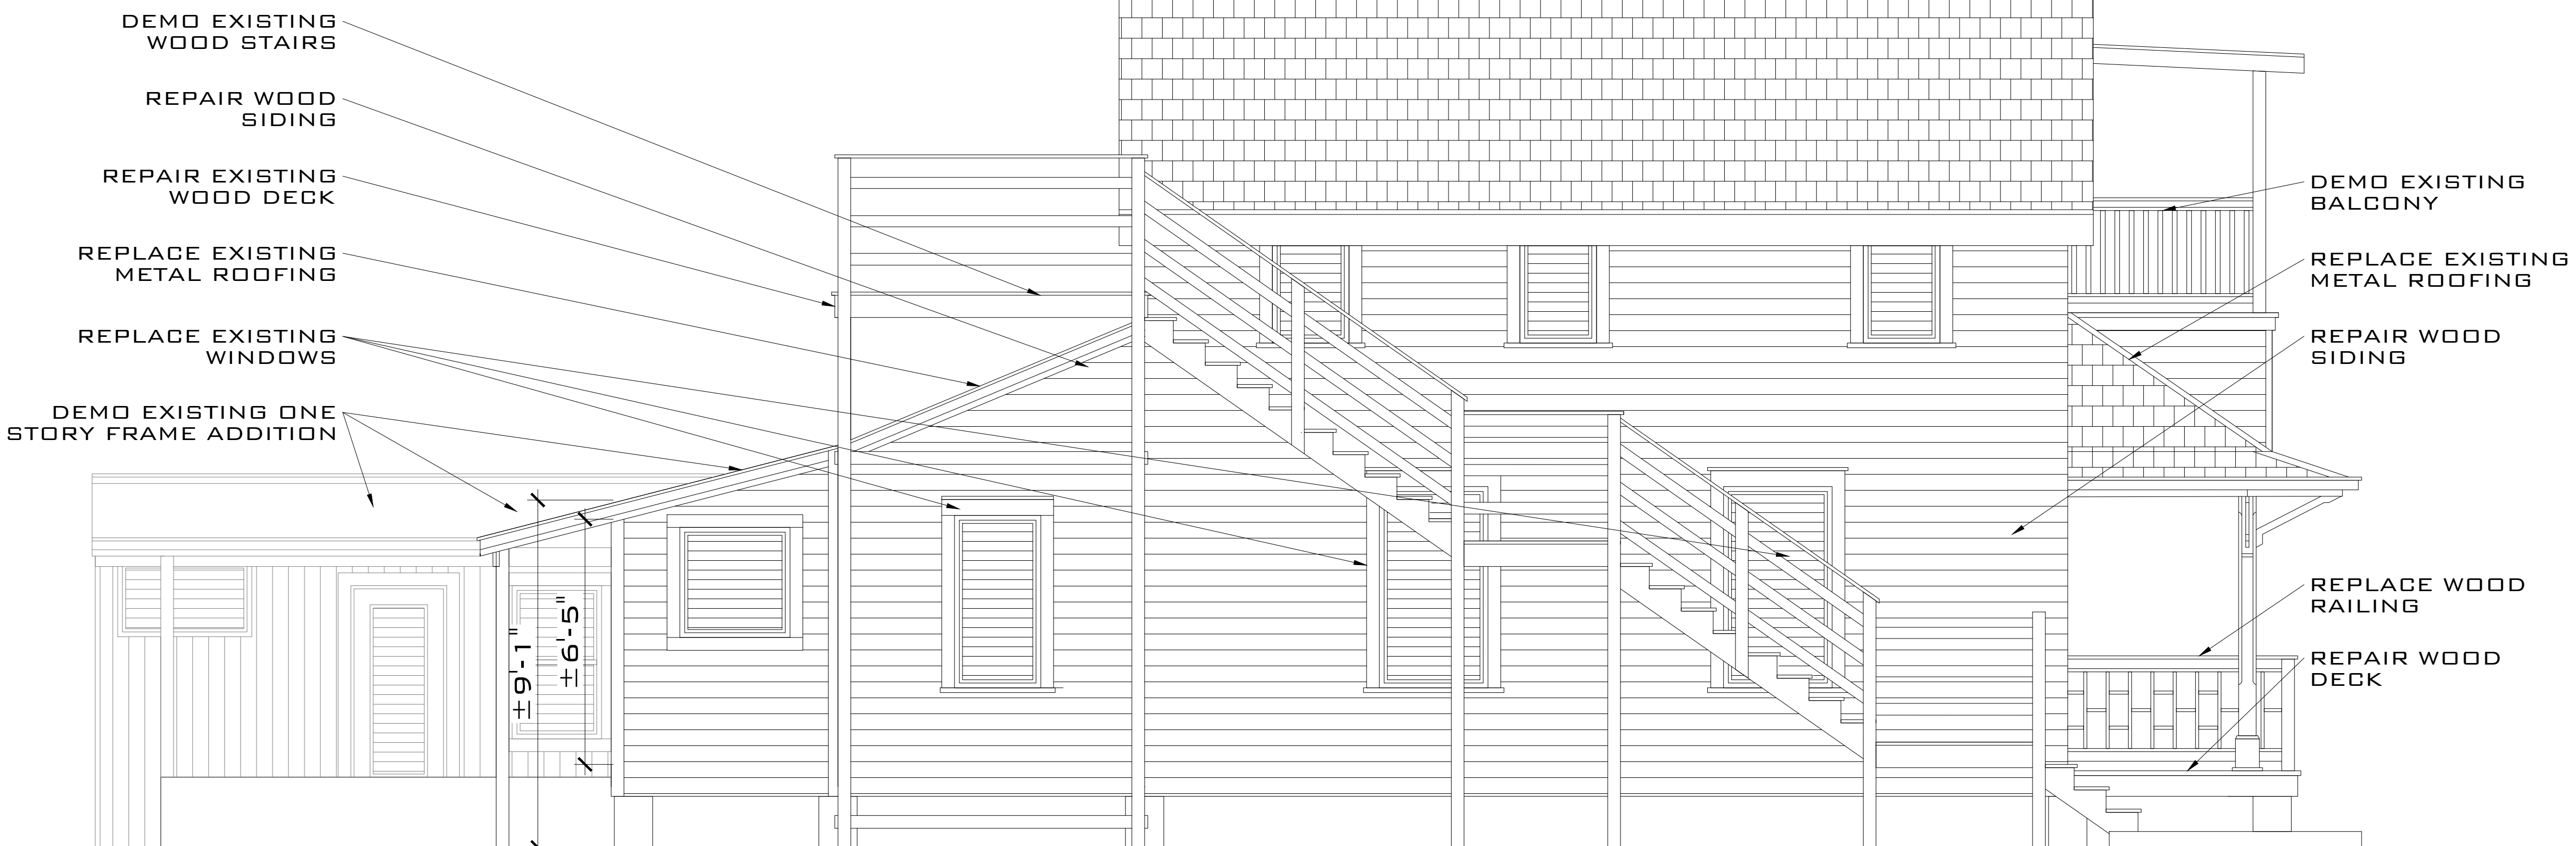 DEMO EXISTING
WOOD STAIRS
REPAIR WOOD
SIDING
REPAIR EXISTING
WOOD DECK
REPLACE EXISTING
METAL ROOFING
REPLACE EXISTING
WINDOWS
DEMO EXISTING ONE
STORY FRAME ADDITION
±9'-1"
±6'-5"
DEMO EXISTING
BALCONY
REPLACE EXISTING
METAL ROOFING
REPAIR WOOD
SIDING
REPLACE WOOD
RAILING
REPAIR WOOD
DECK